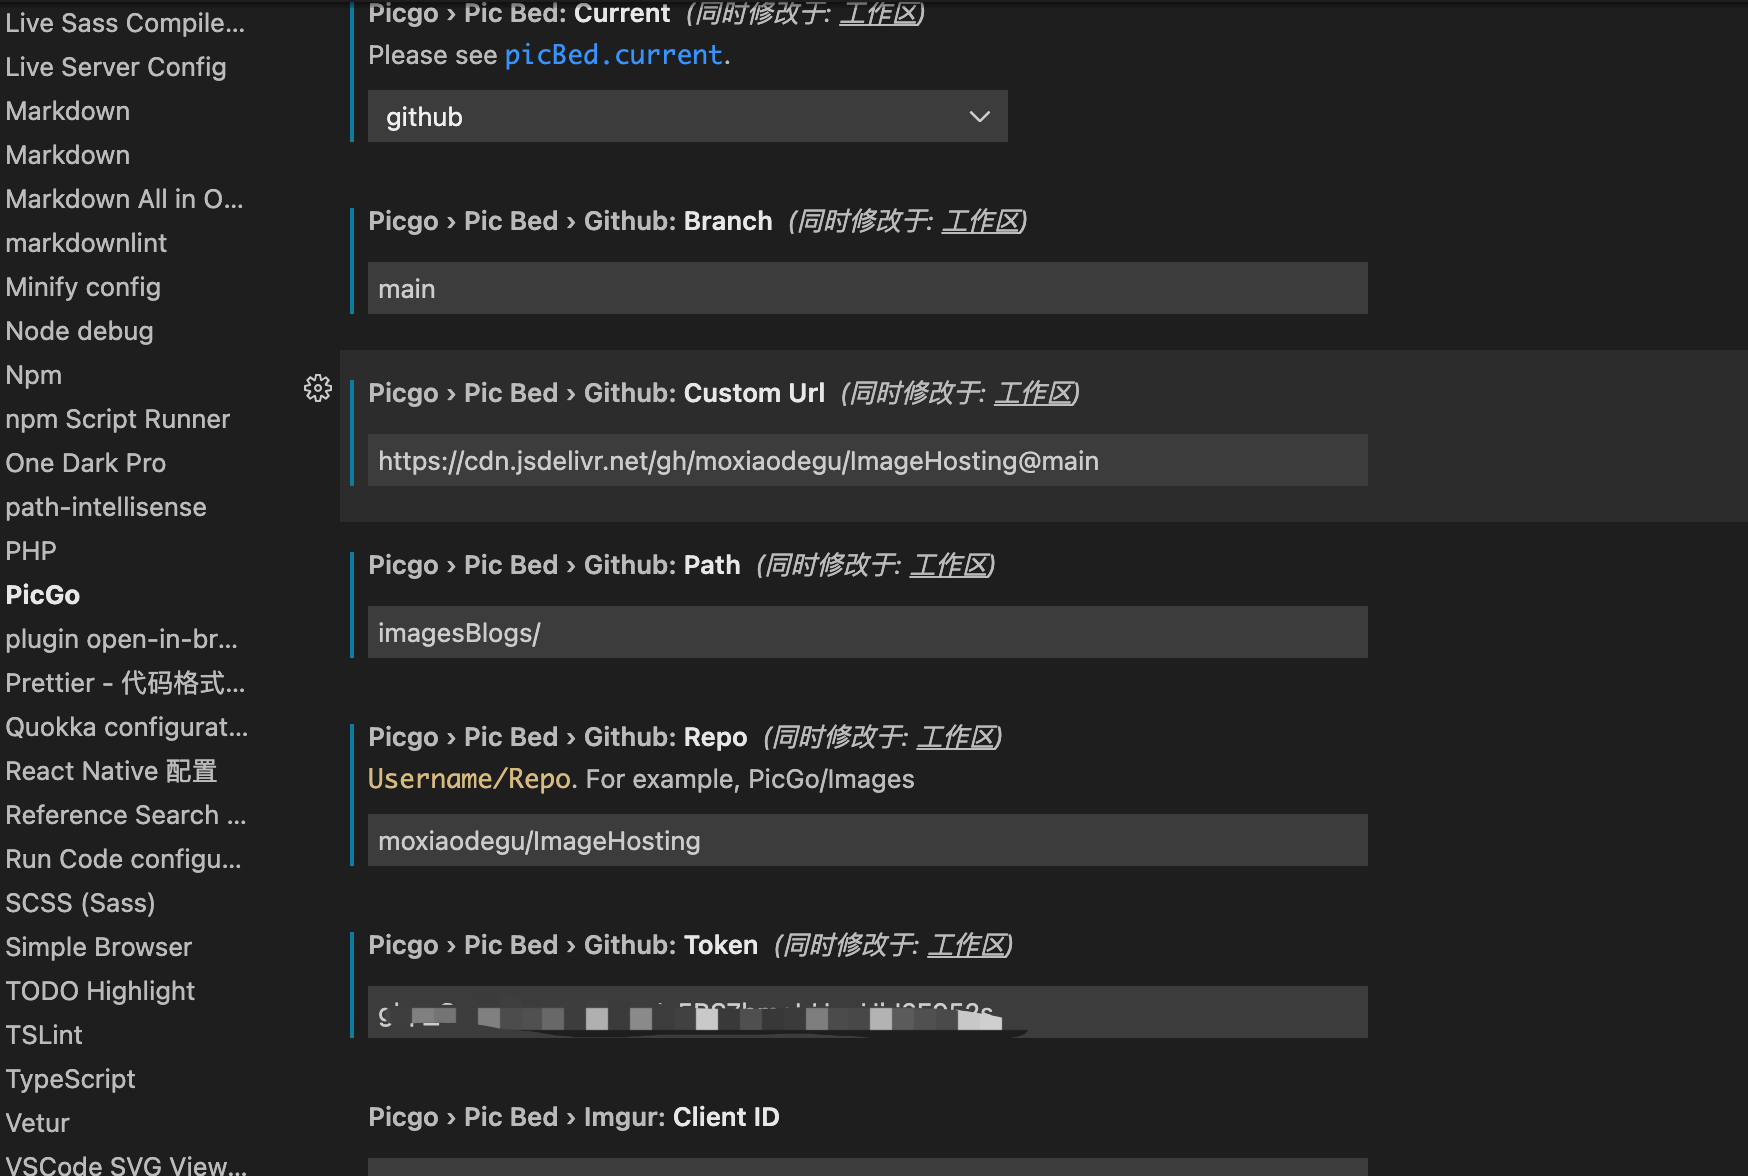 Live Sass Compile...
Live Server Config
Markdown
Markdown
Markdown All in O...
markdownlint
Minify config
Node debug
Npm
npm Script Runner
One Dark Pro
path-intellisense
PHP
PicGo
plugin open-in-br...
Prettier - 代码格式...
Quokka configurat...
React Native 配置
Reference Search ...
Run Code configu...
SCSS (Sass)
Simple Browser
TODO Highlight
TSLint
TypeScript
Vetur
VSCode SVG View...
Picgo › Pic Bed: Current (同时修改于: 工作区)
Please see picBed.current.
github
Picgo › Pic Bed › Github: Branch (同时修改于: 工作区)
main
Picgo › Pic Bed › Github: Custom Url (同时修改于: 工作区)
https://cdn.jsdelivr.net/gh/moxiaodegu/ImageHosting@main
Picgo › Pic Bed › Github: Path (同时修改于: 工作区)
imagesBlogs/
Picgo › Pic Bed › Github: Repo (同时修改于: 工作区)
Username/Repo. For example, PicGo/Images
moxiaodegu/ImageHosting
Picgo › Pic Bed › Github: Token (同时修改于: 工作区)
Picgo › Pic Bed › Imgur: Client ID